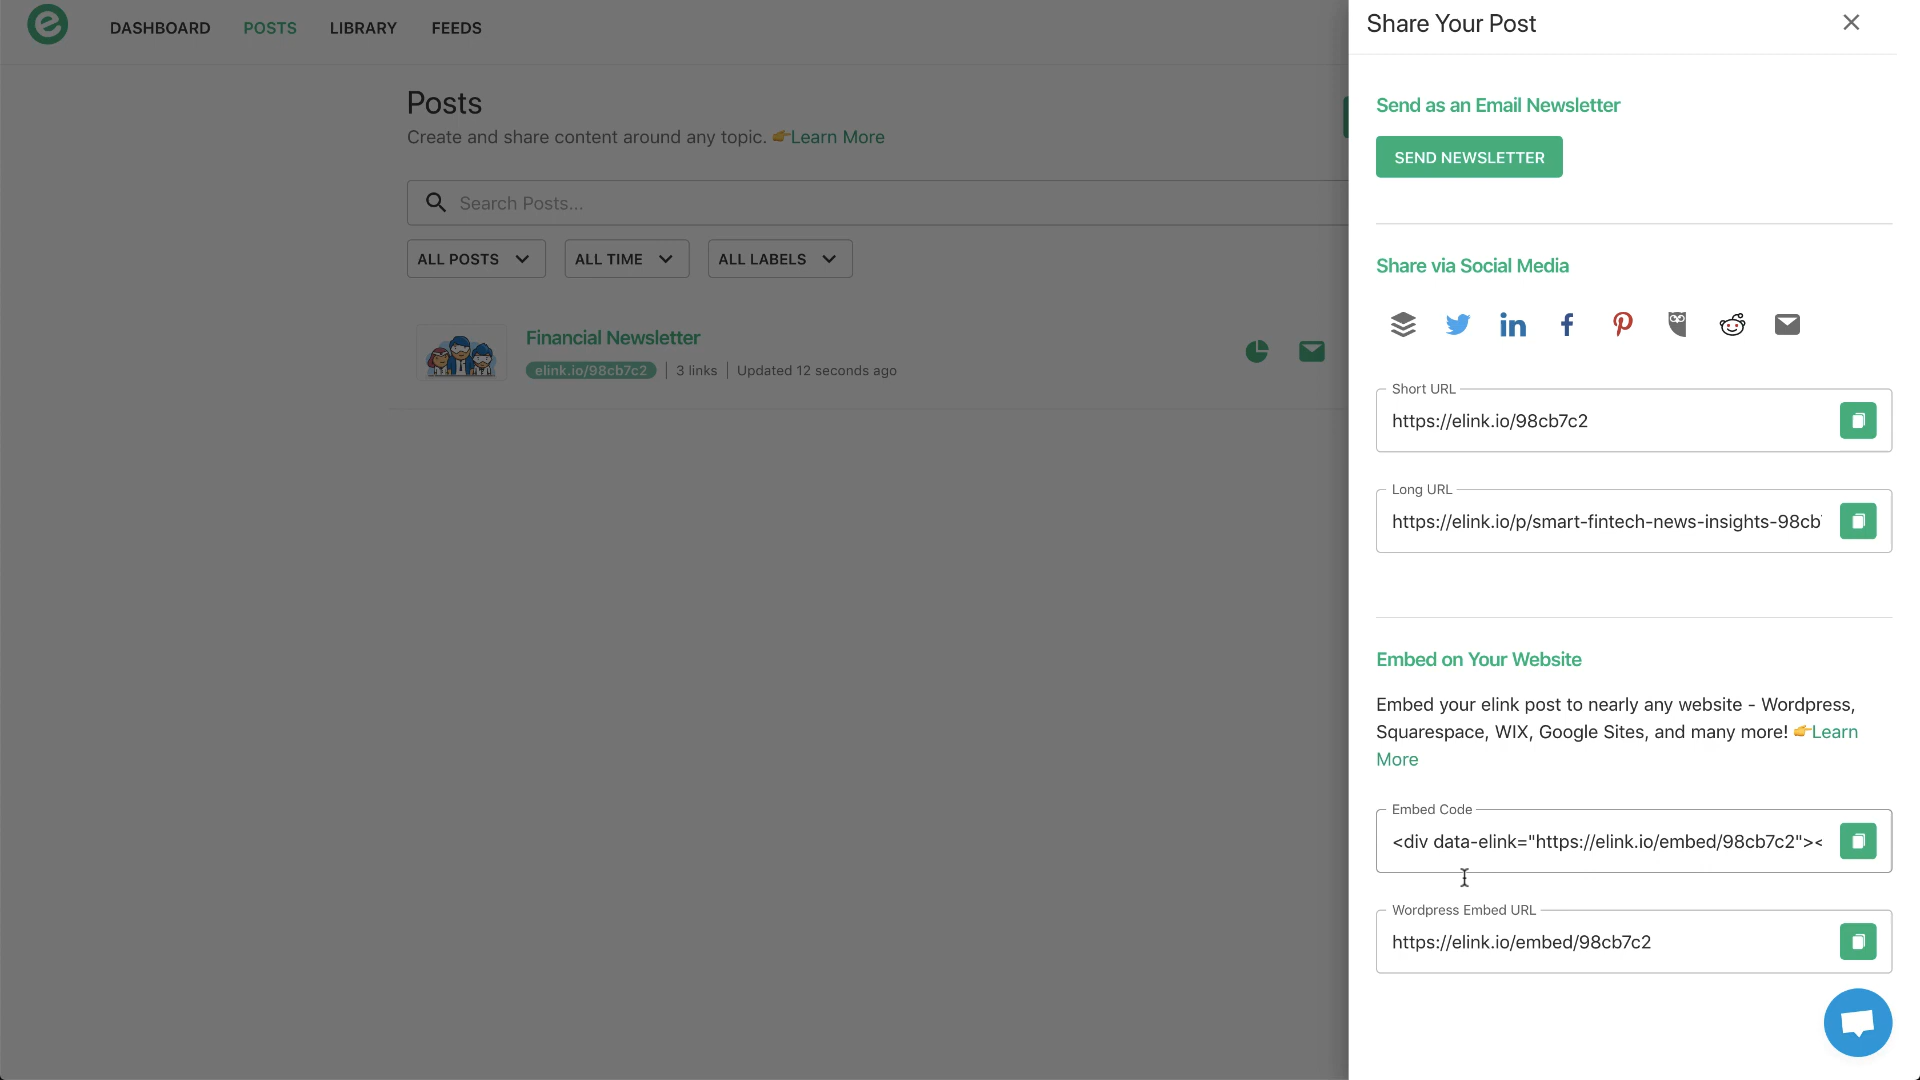 DASHBOARD POSTS LIBRARY FEEDS
Posts
Create and share content around any topic. 👉Learn More
Search Posts...
ALL POSTS ALL TIME ALL LABELS
Financial Newsletter
elink.io/98cb7c2 | 3 links | Updated 12 seconds ago
Share Your Post
Send as an Email Newsletter
SEND NEWSLETTER
Share via Social Media
Short URL
https://elink.io/98cb7c2
Long URL
https://elink.io/p/smart-fintech-news-insights-98cb
Embed on Your Website
Embed your elink post to nearly any website - Wordpress,
Squarespace, WIX, Google Sites, and many more! 👉Learn
More
Embed Code
<div data-elink="https://elink.io/embed/98cb7c2"><
Wordpress Embed URL
https://elink.io/embed/98cb7c2